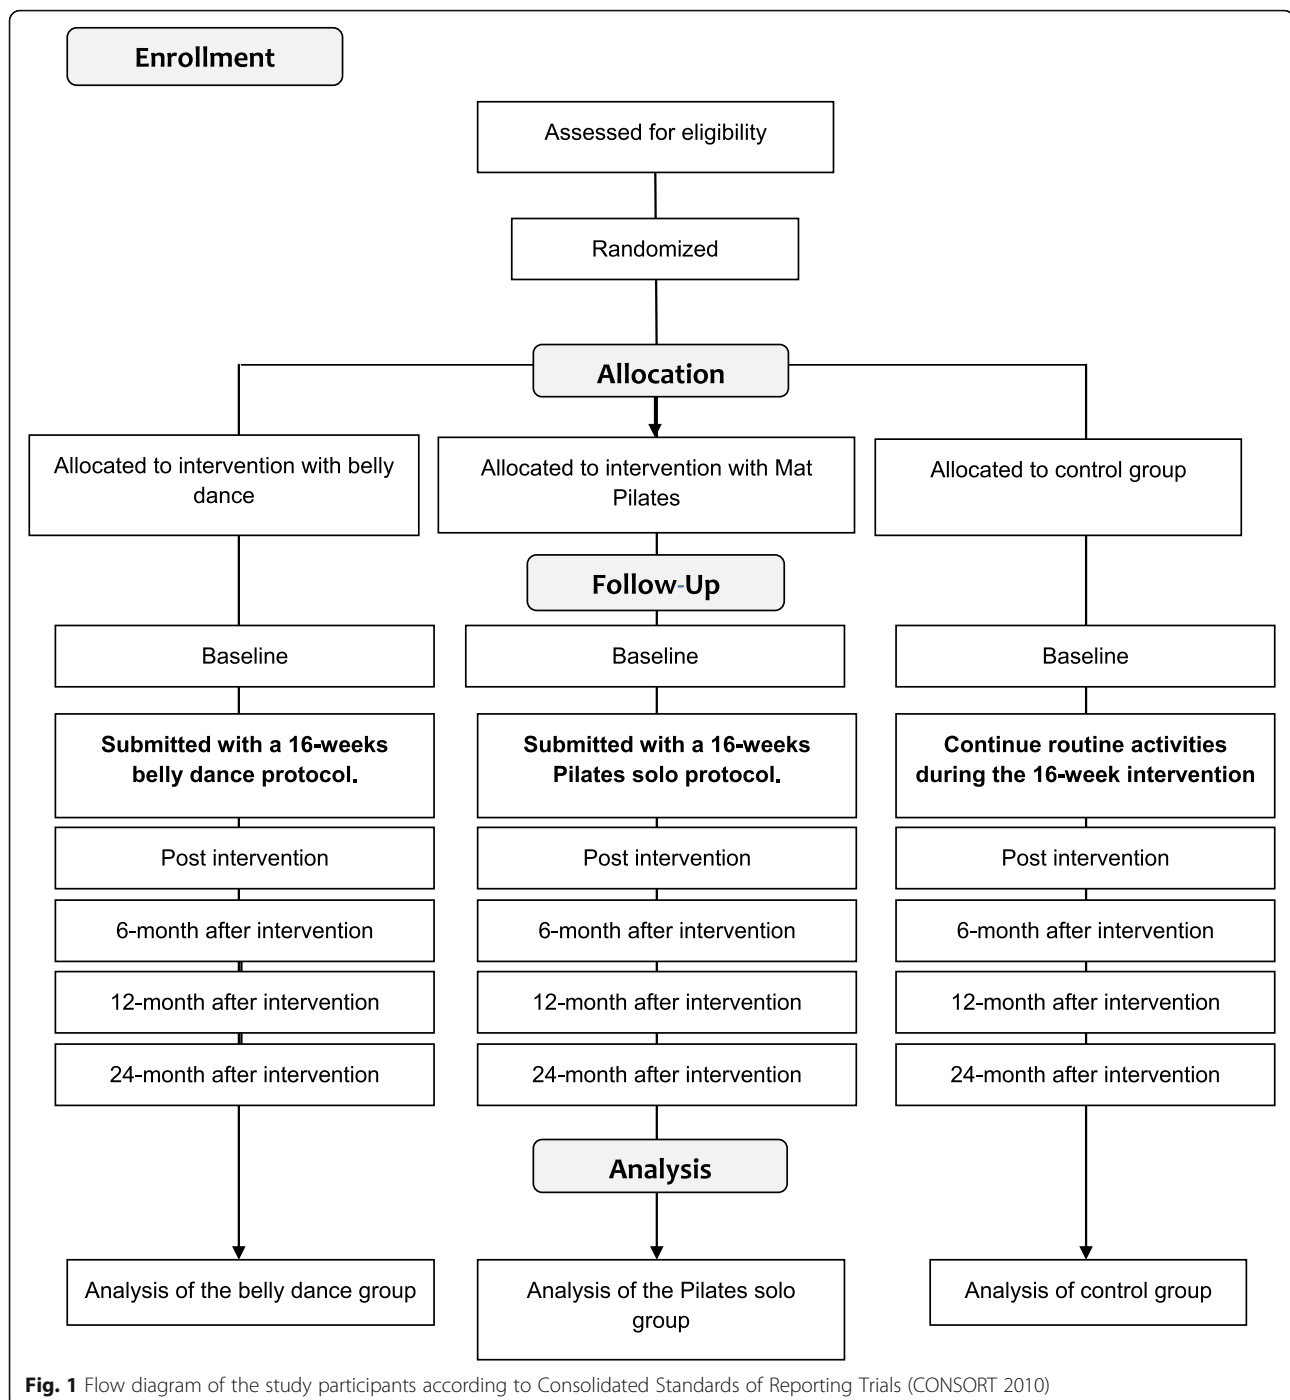 Enrollment
Assessed for eligibility
Randomized
Allocation
Allocated to intervention with belly
dance
Allocated to intervention with Mat
Pilates
Allocated to control group
Follow-Up
Baseline
Baseline
Baseline
Submitted with a 16-weeks
belly dance protocol.
Submitted with a 16-weeks
Pilates solo protocol.
Continue routine activities
during the 16-week intervention
Post intervention
Post intervention
Post intervention
6-month after intervention
6-month after intervention
6-month after intervention
12-month after intervention
12-month after intervention
12-month after intervention
24-month after intervention
24-month after intervention
24-month after intervention
Analysis
Analysis of the belly dance group
Analysis of the Pilates solo
group
Analysis of control group
Fig. 1 Flow diagram of the study participants according to Consolidated Standards of Reporting Trials (CONSORT 2010)